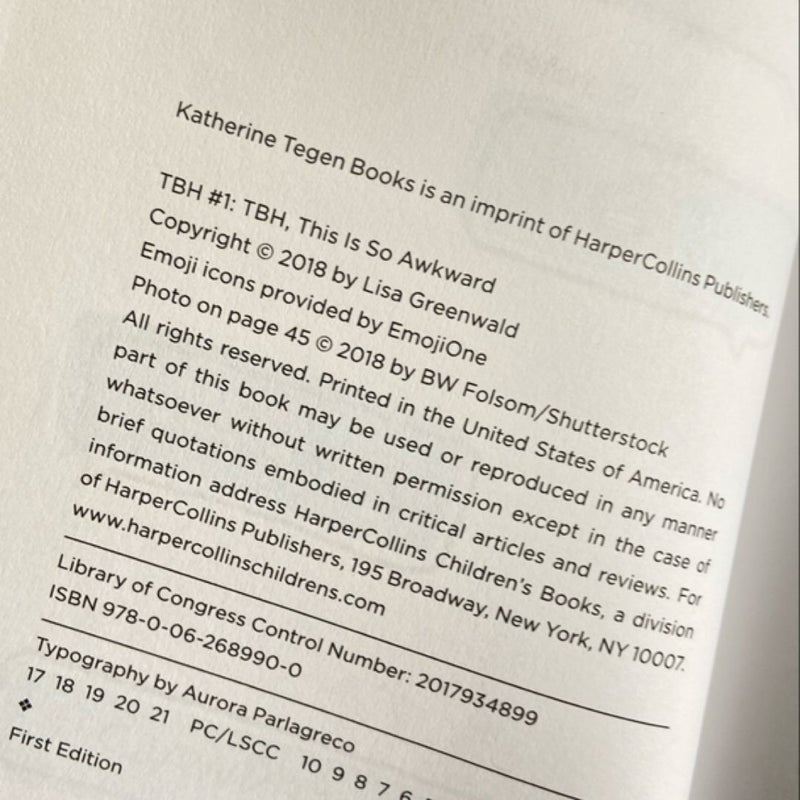 Katherine Tegen Books is an imprint of HarperCollins Publishers.
TBH #1: TBH, This Is So Awkward
Copyright © 2018 by Lisa Greenwald
Emoji icons provided by EmojiOne
Photo on page 45 © 2018 by BW Folsom/Shutterstock
All rights reserved. Printed in the United States of America. No
part of this book may be used or reproduced in any manner
whatsoever without written permission except in the case of
brief quotations embodied in critical articles and reviews. For
information address HarperCollins Children's Books, a division
of HarperCollins Publishers, 195 Broadway, New York, NY 10007.
www.harpercollinschildrens.com
Library of Congress Control Number: 2017934899
ISBN 978-0-06-268990-0
Typography by Aurora Parlagreco
17 18 19 20 21 PC/LSCC 10 9 8 7 6
❖
First Edition